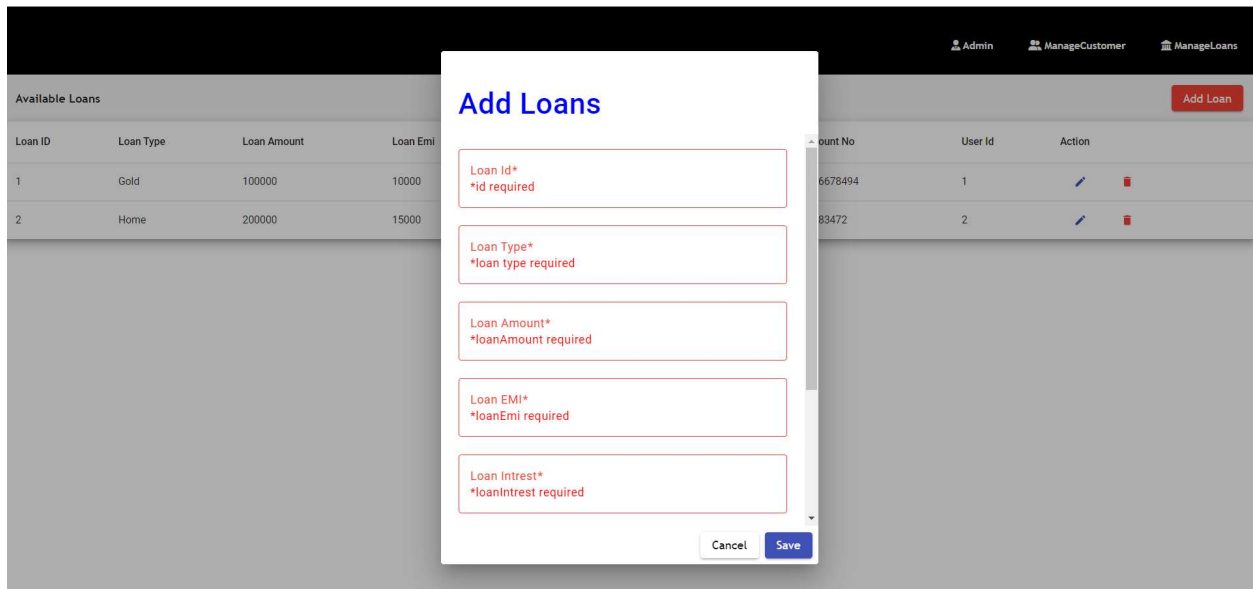 Admin
ManageCustomer
ManageLoans
Available Loans
Add Loan
Loan ID
Loan Type
Loan Amount
Loan Emi
ount No
User Id
Action
1
Gold
100000
10000
6678494
1
2
Home
200000
15000
83472
2
Add Loans
Loan Id*
*id required
Loan Type*
*loan type required
Loan Amount*
*loanAmount required
Loan EMI*
*loanEmi required
Loan Intrest*
*loanIntrest required
Cancel
Save